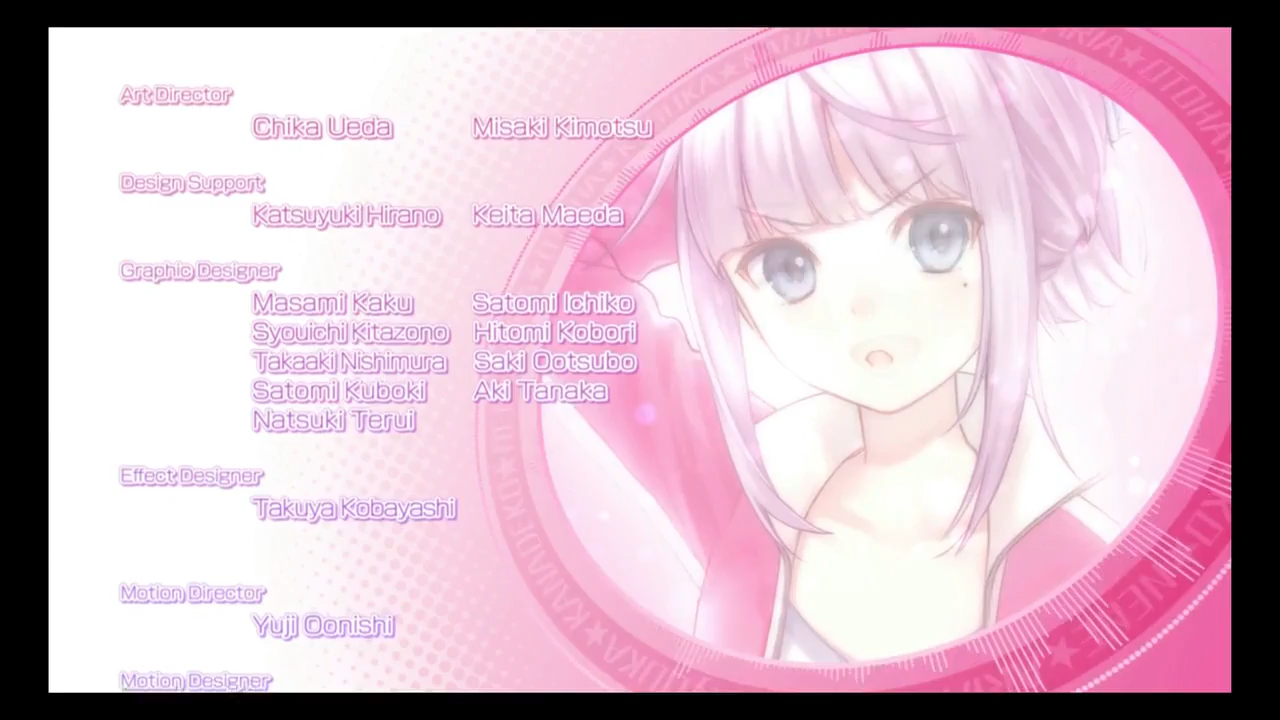 Art Director
Chika Ueda Misaki Kimotsu
Design Support
Katsuyuki Hirano Keita Maeda
Graphic Designer
Masami Kaku Satomi Ichiko
Syouichi Kitazono Hitomi Kobori
Takaaki Nishimura Saki Ootsubo
Satomi Kuboki Aki Tanaka
Natsuki Terui
Effect Designer
Takuya Kobayashi
Motion Director
Yuji Oonishi
Motion Designer